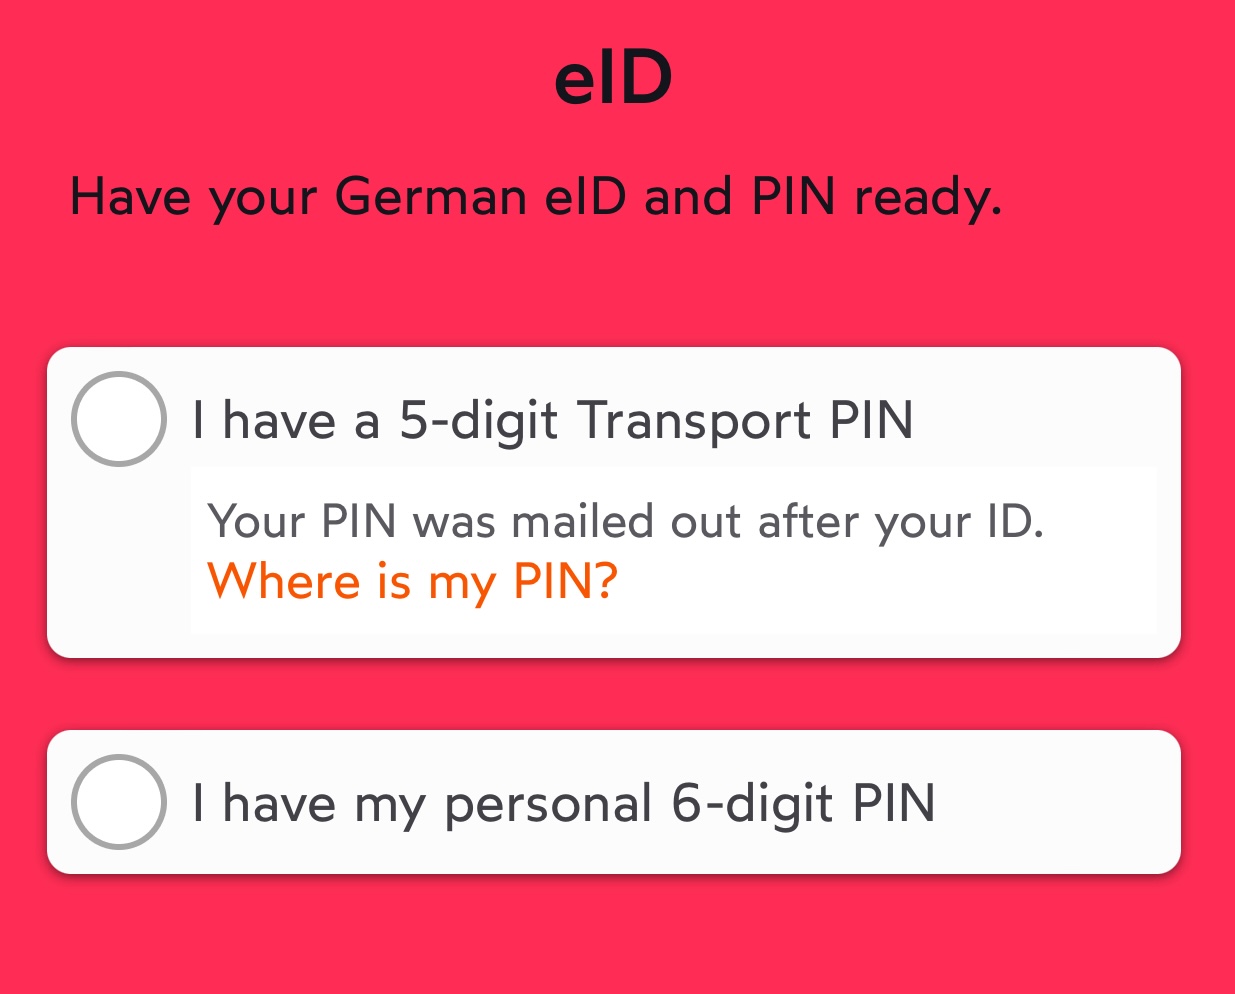 eID
Have your German eID and PIN ready.
I have a 5-digit Transport PIN
Your PIN was mailed out after your ID.
Where is my PIN?
I have my personal 6-digit PIN